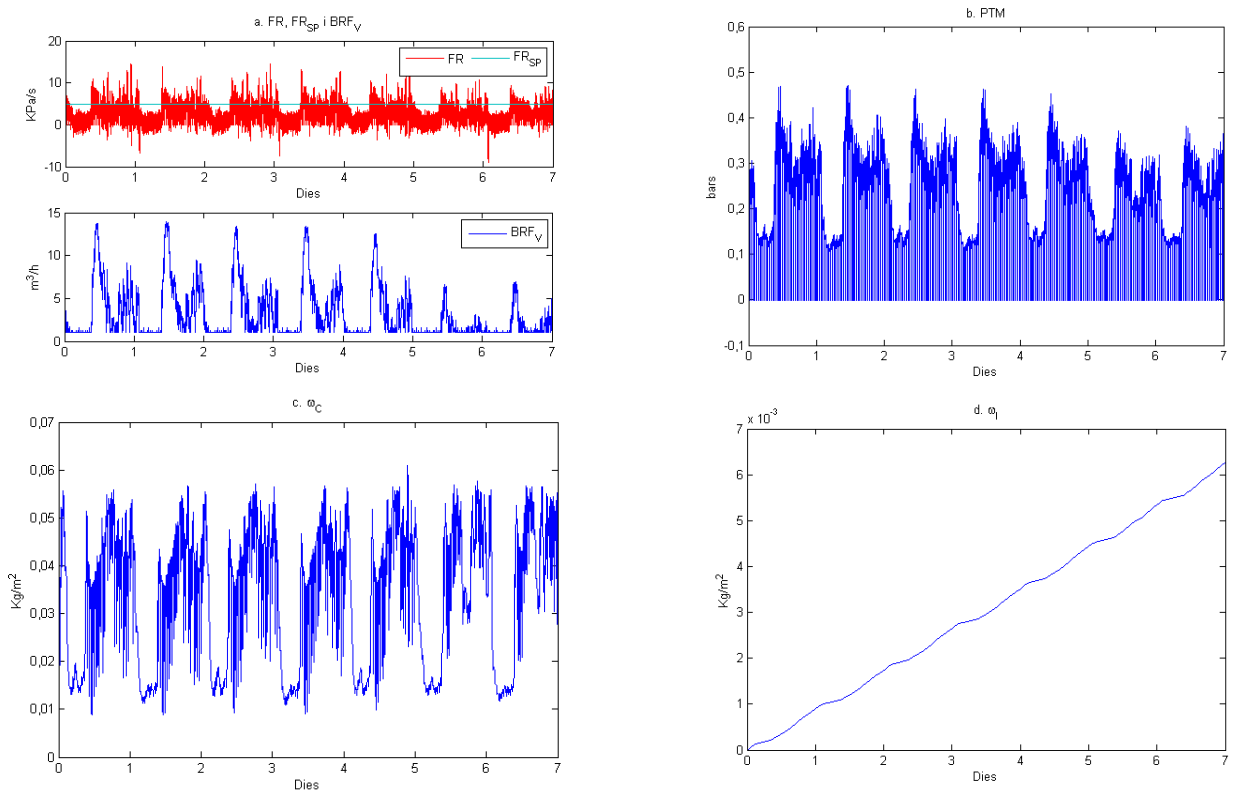 a. FR, FR_SP i BRF_V
20
10
0
-10
KPa/s
FR
FR_SP
0 1 2 3 4 5 6 7
Dies
15
10
5
0
m³/h
BRF_V
0 1 2 3 4 5 6 7
Dies
b. PTM
0,6
0,5
0,4
0,3
0,2
0,1
0
-0,1
bars
0 1 2 3 4 5 6 7
Dies
c. ω_C
0,07
0,06
0,05
0,04
0,03
0,02
0,01
0
Kg/m²
0 1 2 3 4 5 6 7
Dies
d. ω_I
x 10⁻³
7
6
5
4
3
2
1
0
Kg/m²
0 1 2 3 4 5 6 7
Dies